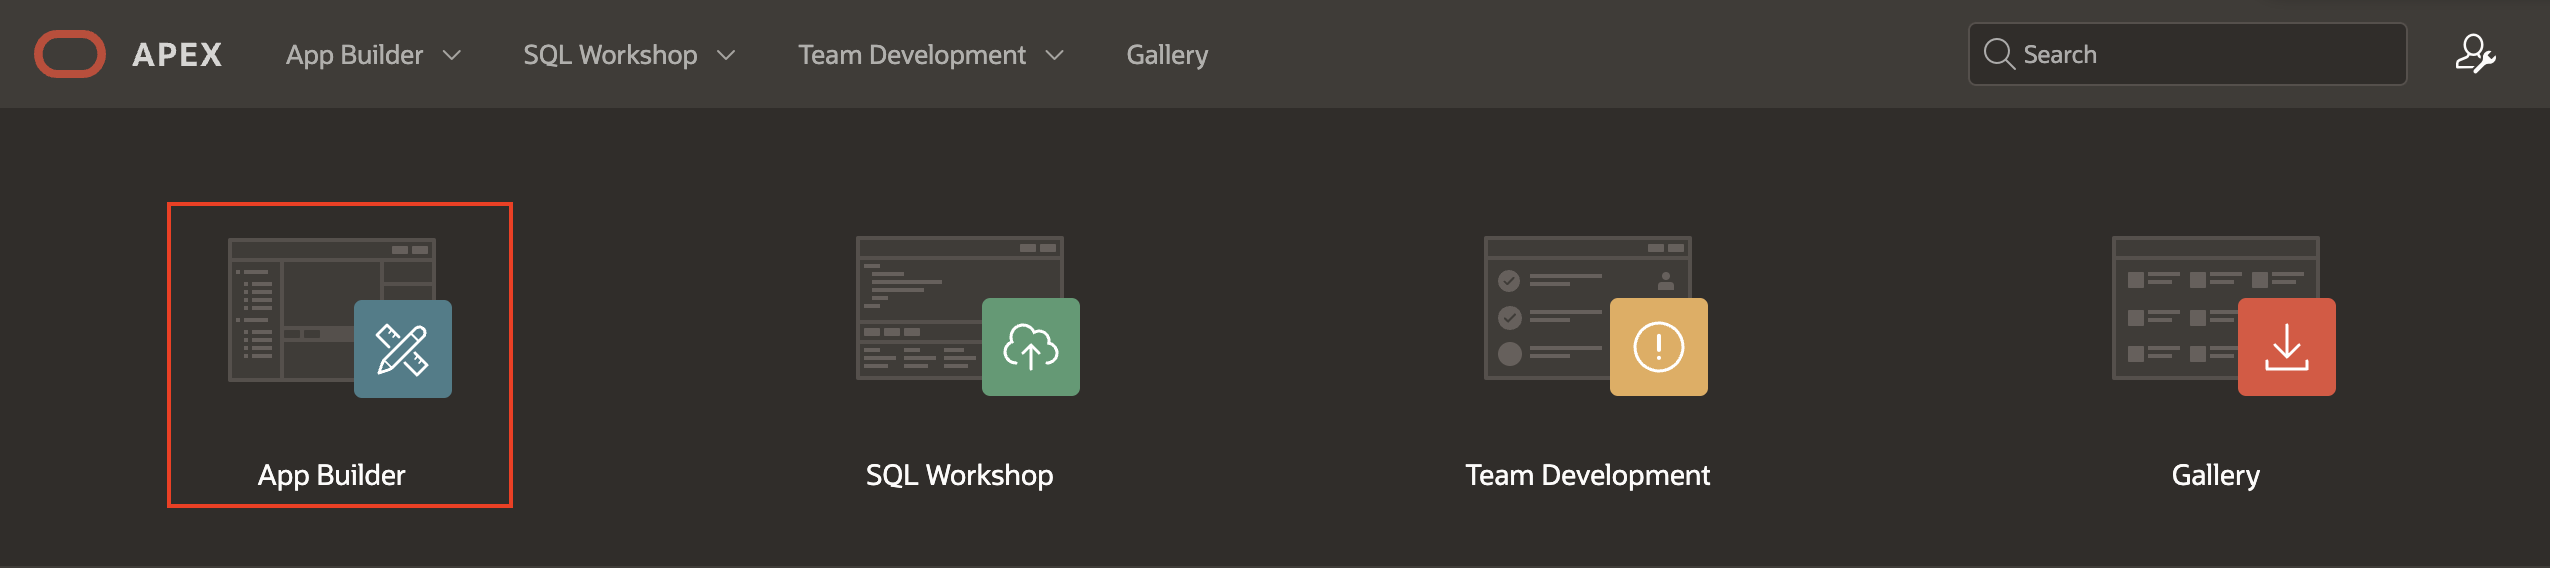 APEX App Builder SQL Workshop Team Development Gallery Search
App Builder SQL Workshop Team Development Gallery